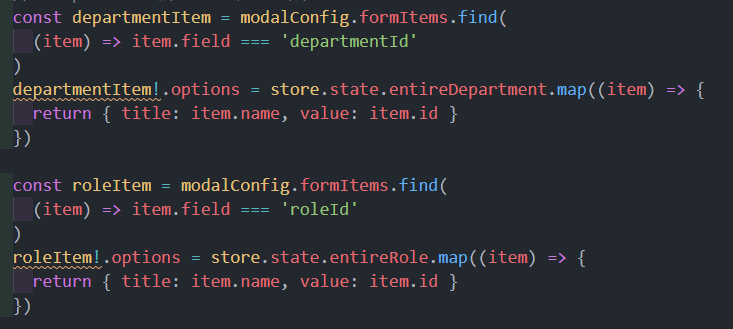 const departmentItem = modalConfig.formItems.find(
  (item) => item.field === 'departmentId'
)
departmentItem!.options = store.state.entireDepartment.map((item) => {
  return { title: item.name, value: item.id }
})

const roleItem = modalConfig.formItems.find(
  (item) => item.field === 'roleId'
)
roleItem!.options = store.state.entireRole.map((item) => {
  return { title: item.name, value: item.id }
})